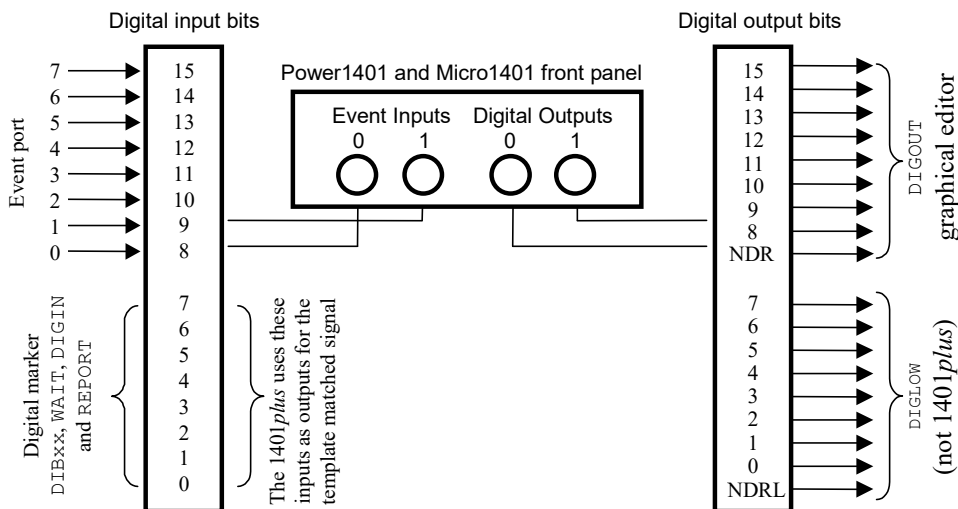 Digital input bits
Digital output bits
Power1401 and Micro1401 front panel
Event Inputs Digital Outputs
0 1 0 1
Event port
7
6
5
4
3
2
1
0
15
14
13
12
11
10
9
8
7
6
5
4
3
2
1
0
Digital marker
DIBxx, WAIT, DIGIN
and REPORT
The 1401plus uses these
inputs as outputs for the
template matched signal
15
14
13
12
11
10
9
8
NDR
7
6
5
4
3
2
1
0
NDRL
DIGOUT
graphical editor
DIGLOW
(not 1401plus)